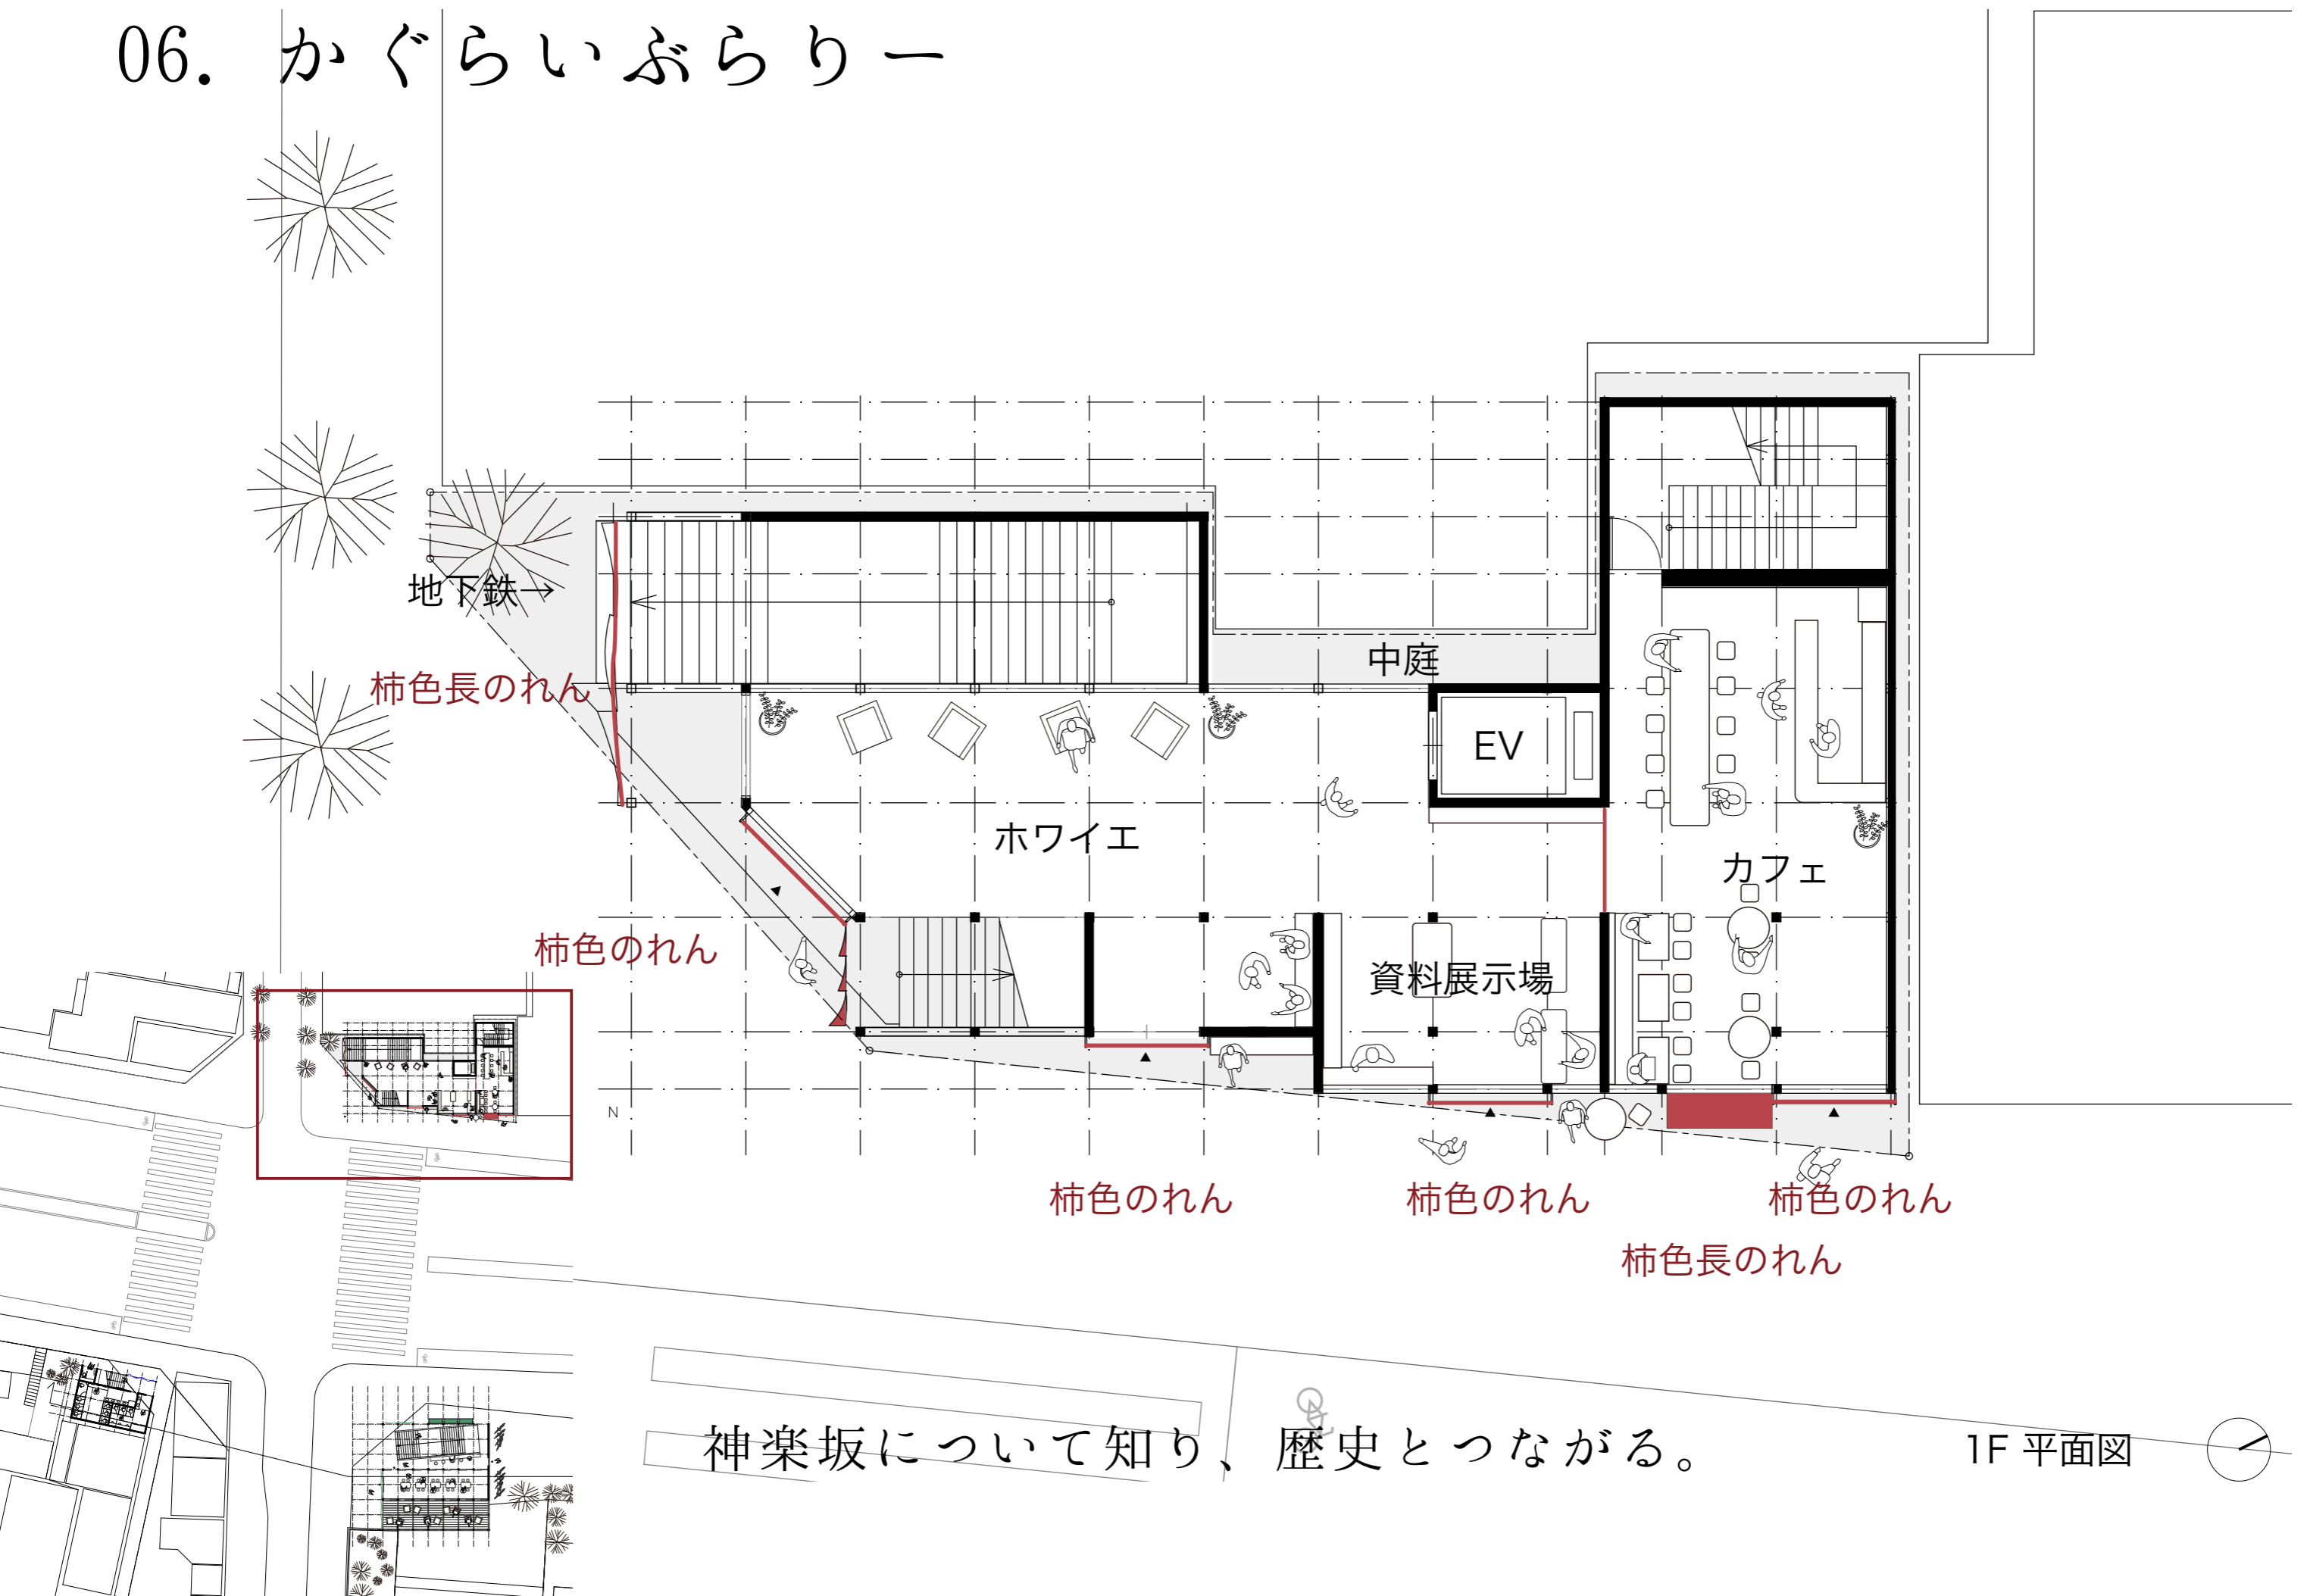 06. かぐらいぶらりー
地下鉄→
中庭
柿色長のれん
EV
ホワイエ
カフェ
柿色のれん
資料展示場
N
柿色のれん
柿色のれん
柿色のれん
柿色長のれん
神楽坂について知り、歴史とつながる。
1F 平面図